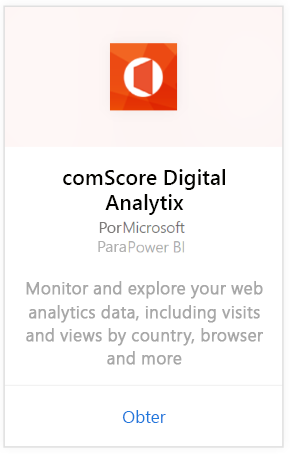 comScore Digital
Analytix
PorMicrosoft
ParaPower BI
Monitor and explore your web
analytics data, including visits
and views by country, browser
and more
Obter